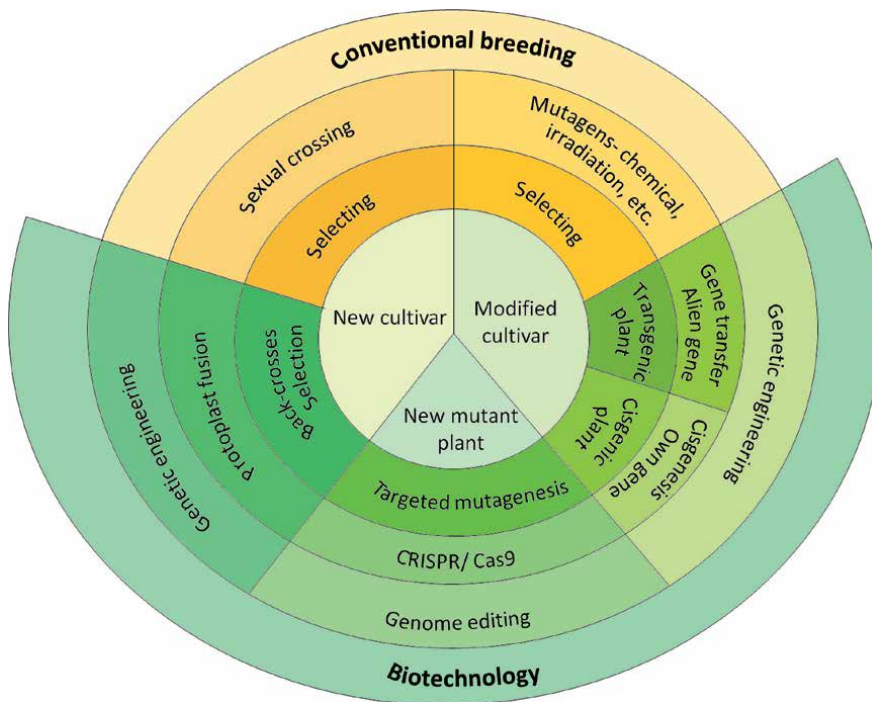 Conventional breeding
Sexual crossing
Selecting
Mutagens- chemical,
irradiation, etc.
Selecting
New cultivar
Modified
cultivar
New mutant
plant
Transgenic
plant
Gene transfer
Alien gene
Genetic engineering
Cisgenic
plant
Cisgenesis
Own gene
Back-crosses
Selection
Protoplast fusion
Genetic engineering
Targeted mutagenesis
CRISPR/ Cas9
Genome editing
Biotechnology